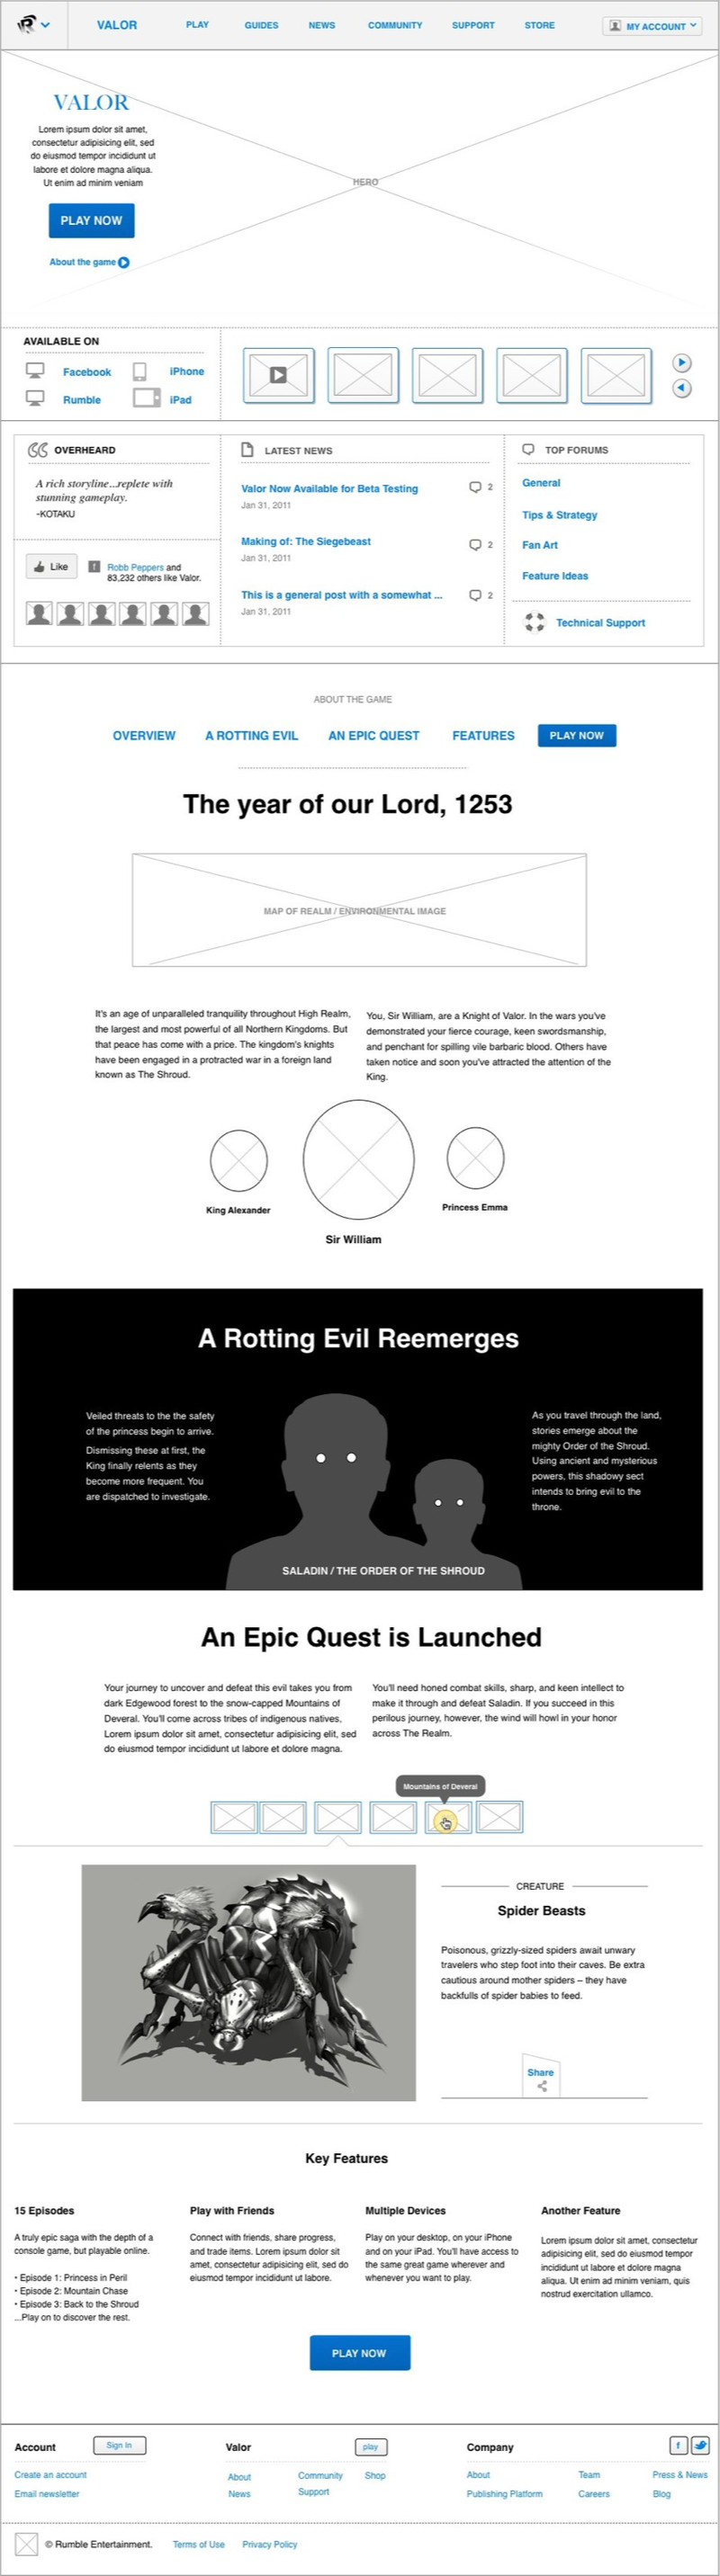 VALOR PLAY GUIDES NEWS COMMUNITY SUPPORT STORE MY ACCOUNT
VALOR
Lorem ipsum dolor sit amet,
consectetur adipisicing elit, sed
do eiusmod tempor incididunt ut
labore et dolore magna aliqua.
Ut enim ad minim veniam
PLAY NOW
About the game
HERO
AVAILABLE ON
Facebook
iPhone
Rumble
iPad
OVERHEARD
A rich storyline...replete with
stunning gameplay.
-KOTAKU
Like
Robb Peppers and
83,232 others like Valor.
LATEST NEWS
Valor Now Available for Beta Testing 2
Jan 31, 2011
Making of: The Siegebeast 2
Jan 31, 2011
This is a general post with a somewhat ... 2
Jan 31, 2011
TOP FORUMS
General
Tips & Strategy
Fan Art
Feature Ideas
Technical Support
ABOUT THE GAME
OVERVIEW A ROTTING EVIL AN EPIC QUEST FEATURES PLAY NOW
The year of our Lord, 1253
MAP OF REALM / ENVIRONMENTAL IMAGE
It's an age of unparalleled tranquility throughout High Realm,
the largest and most powerful of all Northern Kingdoms. But
that peace has come with a price. The kingdom's knights
have been engaged in a protracted war in a foreign land
known as The Shroud.
You, Sir William, are a Knight of Valor. In the wars you've
demonstrated your fierce courage, keen swordsmanship,
and penchant for spilling vile barbaric blood. Others have
taken notice and soon you've attracted the attention of the
King.
King Alexander
Sir William
Princess Emma
A Rotting Evil Reemerges
Veiled threats to the the safety
of the princess begin to arrive.
Dismissing these at first, the
King finally relents as they
become more frequent. You
are dispatched to investigate.
As you travel through the land,
stories emerge about the
mighty Order of the Shroud.
Using ancient and mysterious
powers, this shadowy sect
intends to bring evil to the
throne.
SALADIN / THE ORDER OF THE SHROUD
An Epic Quest is Launched
Your journey to uncover and defeat this evil takes you from
dark Edgewood forest to the snow-capped Mountains of
Deveral. You'll come across tribes of indigenous natives,
Lorem ipsum dolor sit amet, consectetur adipisicing elit, sed
do eiusmod tempor incididunt ut labore et dolore magna.
You'll need honed combat skills, sharp, and keen intellect to
make it through and defeat Saladin. If you succeed in this
perilous journey, however, the wind will howl in your honor
across The Realm.
Mountains of Deveral
CREATURE
Spider Beasts
Poisonous, grizzly-sized spiders await unwary
travelers who step foot into their caves. Be extra
cautious around mother spiders – they have
backfulls of spider babies to feed.
Share
Key Features
15 Episodes
A truly epic saga with the depth of a
console game, but playable online.
• Episode 1: Princess in Peril
• Episode 2: Mountain Chase
• Episode 3: Back to the Shroud
...Play on to discover the rest.
Play with Friends
Connect with friends, share progress,
and trade items. Lorem ipsum dolor sit
amet, consectetur adipisicing elit, sed do
eiusmod tempor incididunt ut labore.
Multiple Devices
Play on your desktop, on your iPhone
and on your iPad. You'll have access to
the same great game wherever and
whenever you want to play.
Another Feature
Lorem ipsum dolor sit amet, consectetur
adipisicing elit, sed do eiusmod tempor
incididunt ut labore et dolore magna
aliqua. Ut enim ad minim veniam, quis
nostrud exercitation ullamco.
PLAY NOW
Account Sign In
Create an account
Email newsletter
Valor play
About Community Shop
News Support
Company f
About Team Press & News
Publishing Platform Careers Blog
© Rumble Entertainment. Terms of Use Privacy Policy